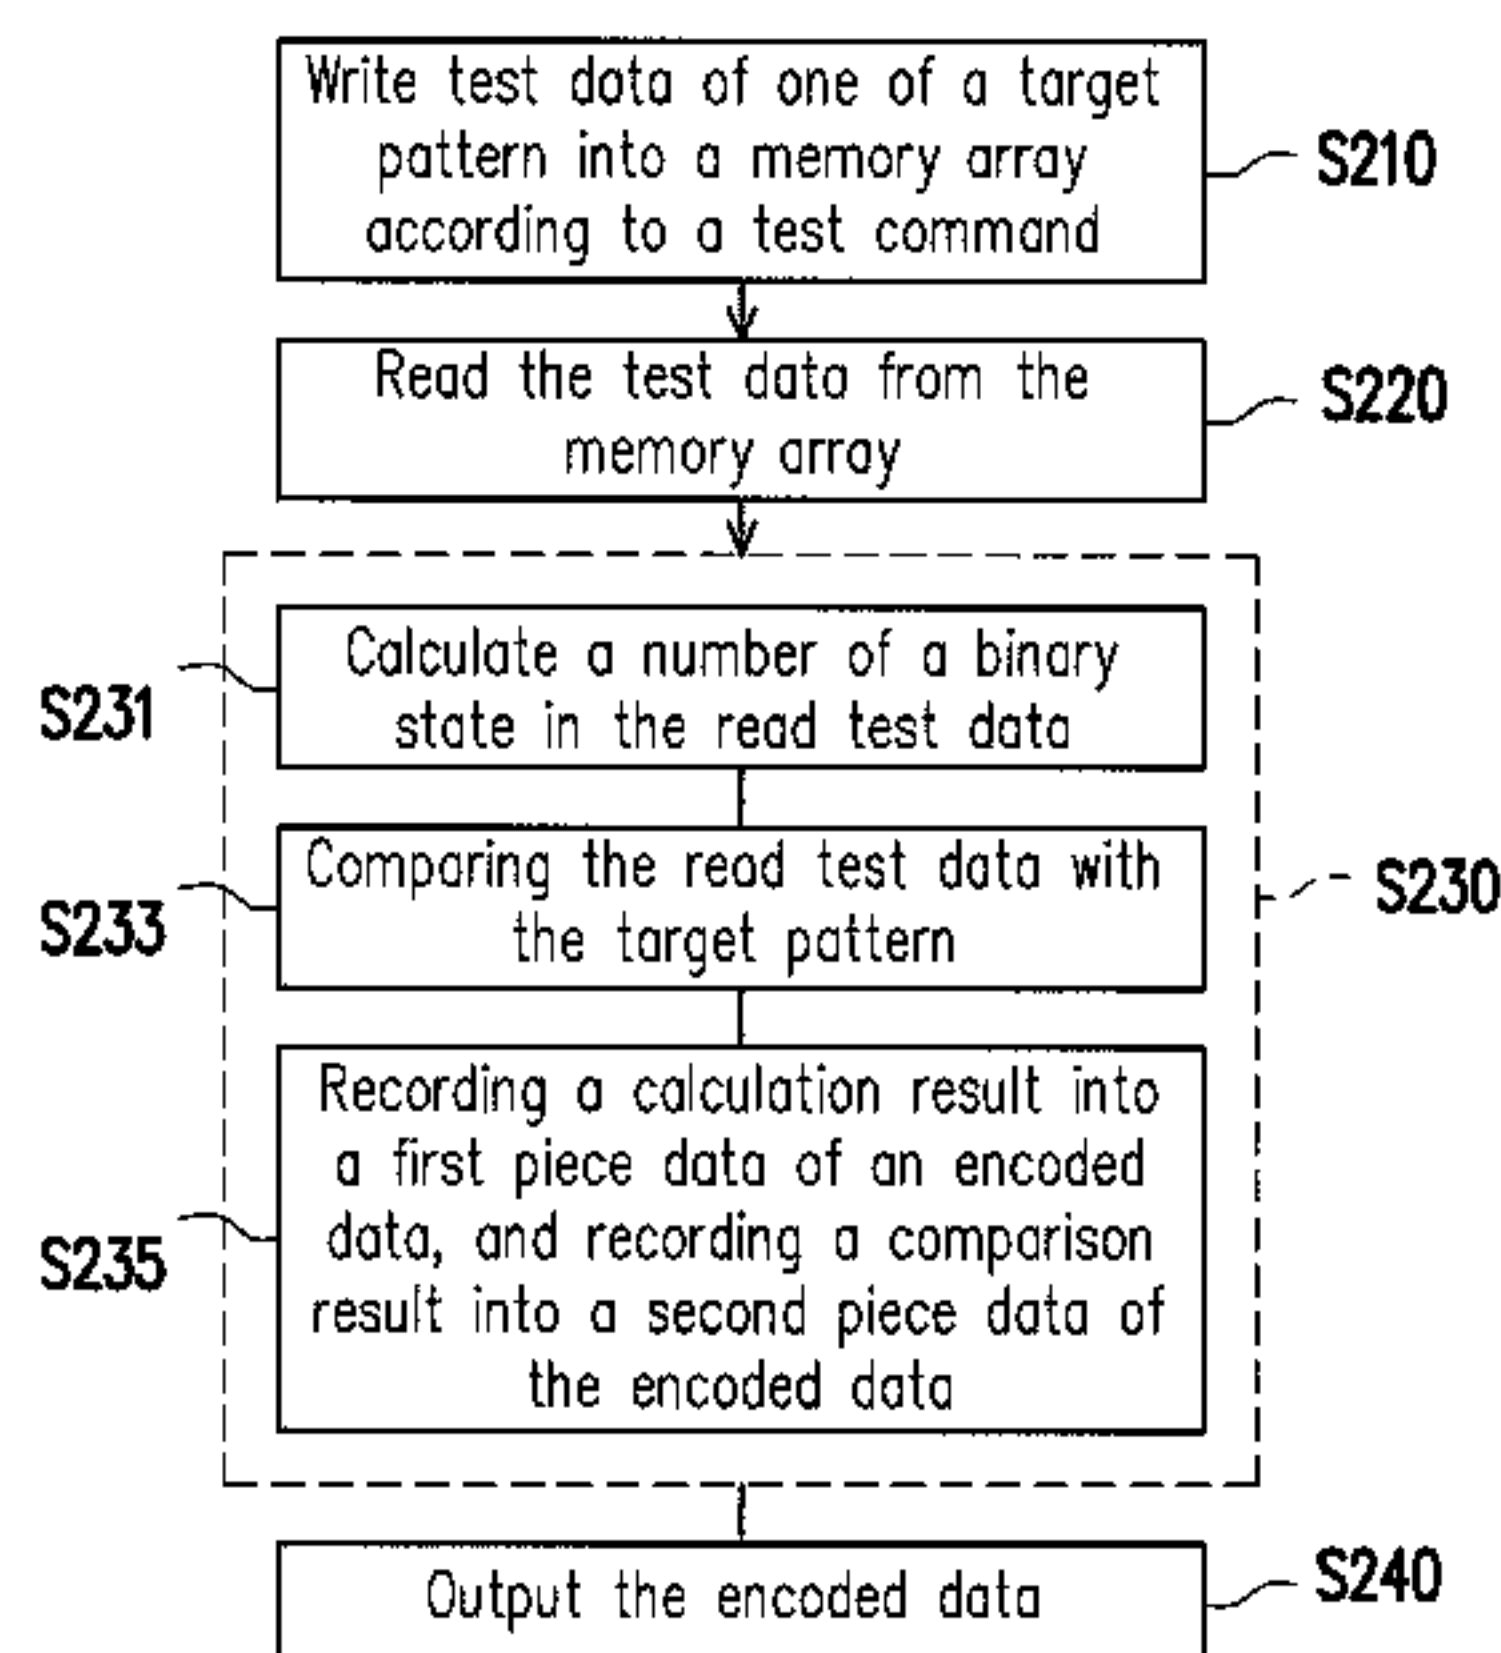 Write test data of one of a target
pattern into a memory array
according to a test command
S210
Read the test data from the
memory array
S220
Calculate a number of a binary
state in the read test data
S231
Comparing the read test data with
the target pattern
S233
S230
Recording a calculation result into
a first piece data of an encoded
data, and recording a comparison
result into a second piece data of
the encoded data
S235
Output the encoded data
S240